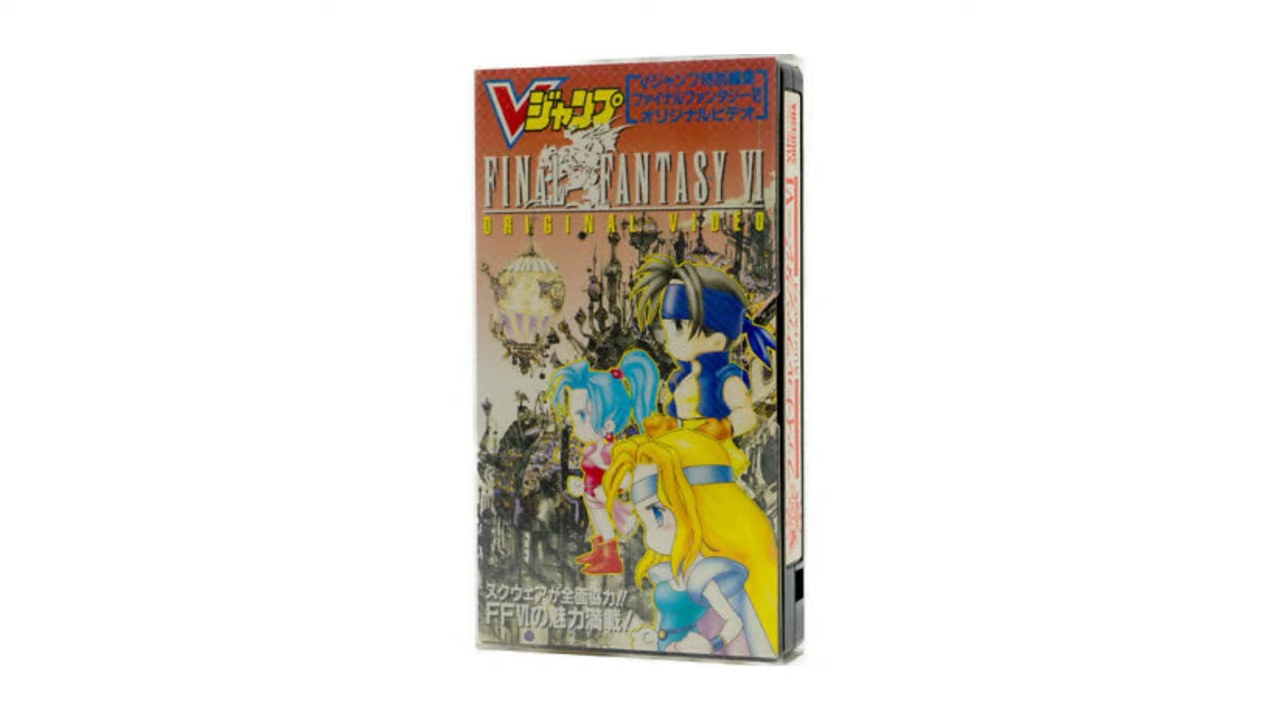 Vジャンプ
Vジャンプ特別編集
ファイナルファンタジーVI
オリジナルビデオ
FINAL FANTASY VI
ORIGINAL VIDEO
スクウェアが全面協力!!
FFVIの魅力満載!